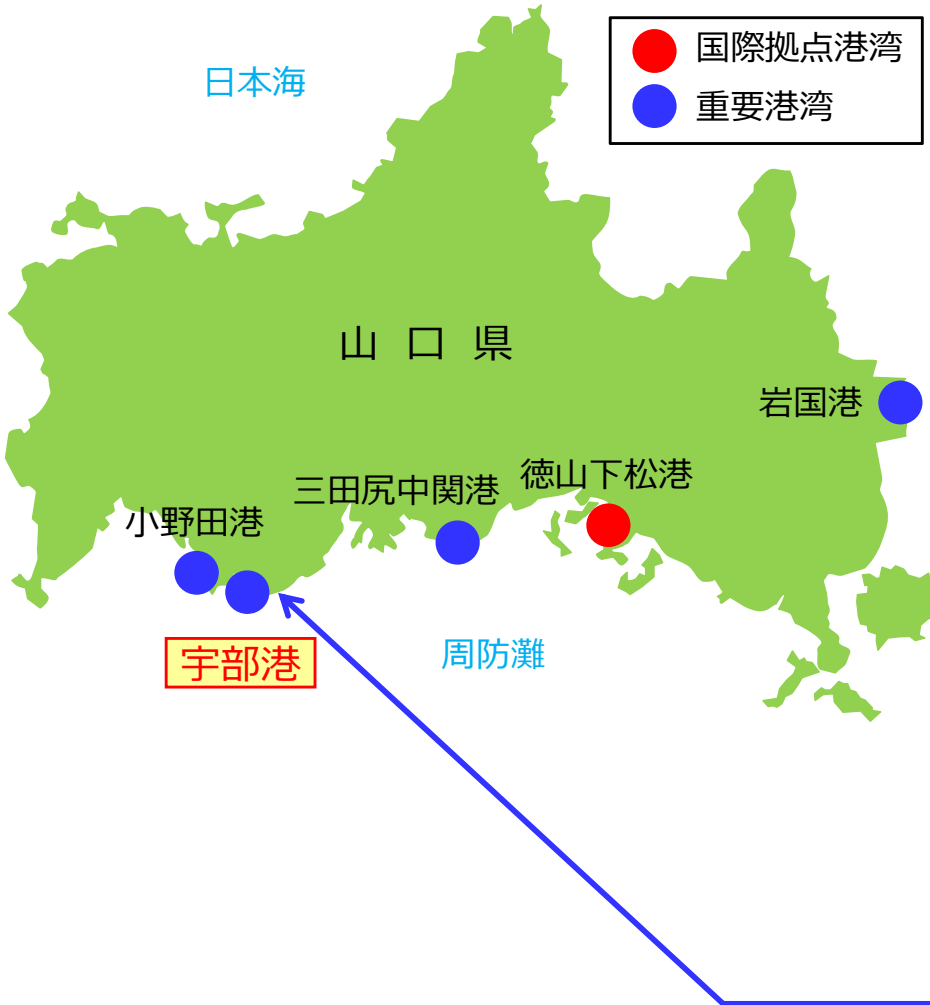 国際拠点港湾
日本海
重要港湾
山口県
岩国港
徳山下松港
三田尻中関港
小野田港
宇部港
周防灘